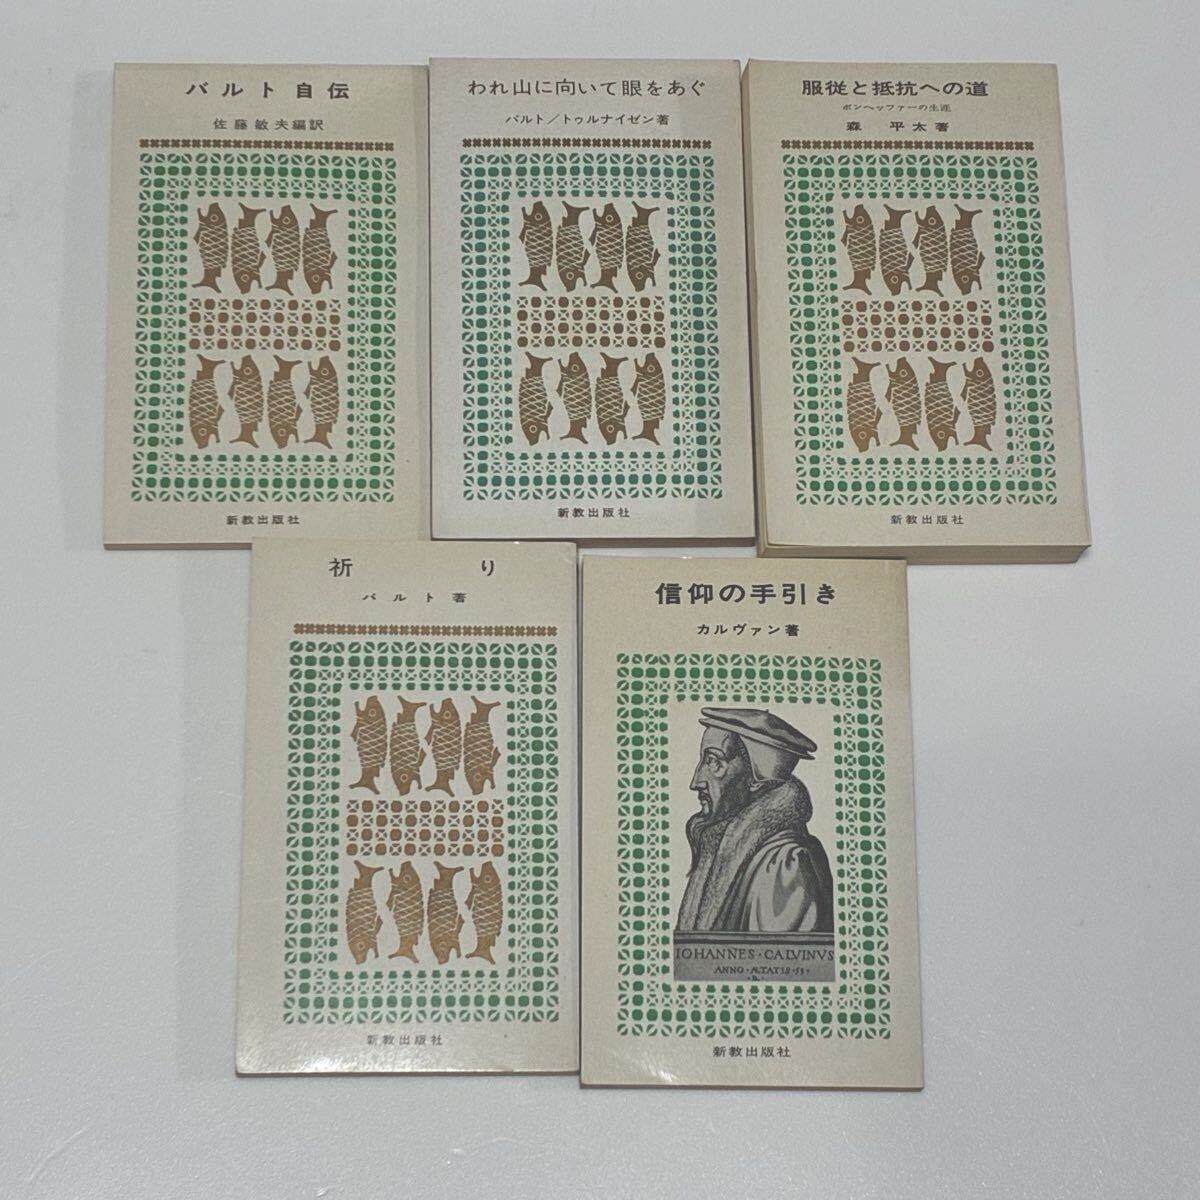 バルト自伝
佐藤敏夫編訳
新教出版社
われ山に向いて眼をあぐ
バルト／トゥルナイゼン著
新教出版社
服従と抵抗への道
ボンヘッファーの生涯
森 平太著
新教出版社
祈り
バルト著
新教出版社
信仰の手引き
カルヴァン著
IOHANNES·CALVINVS
ANNO·ÆTATIS·53·
新教出版社